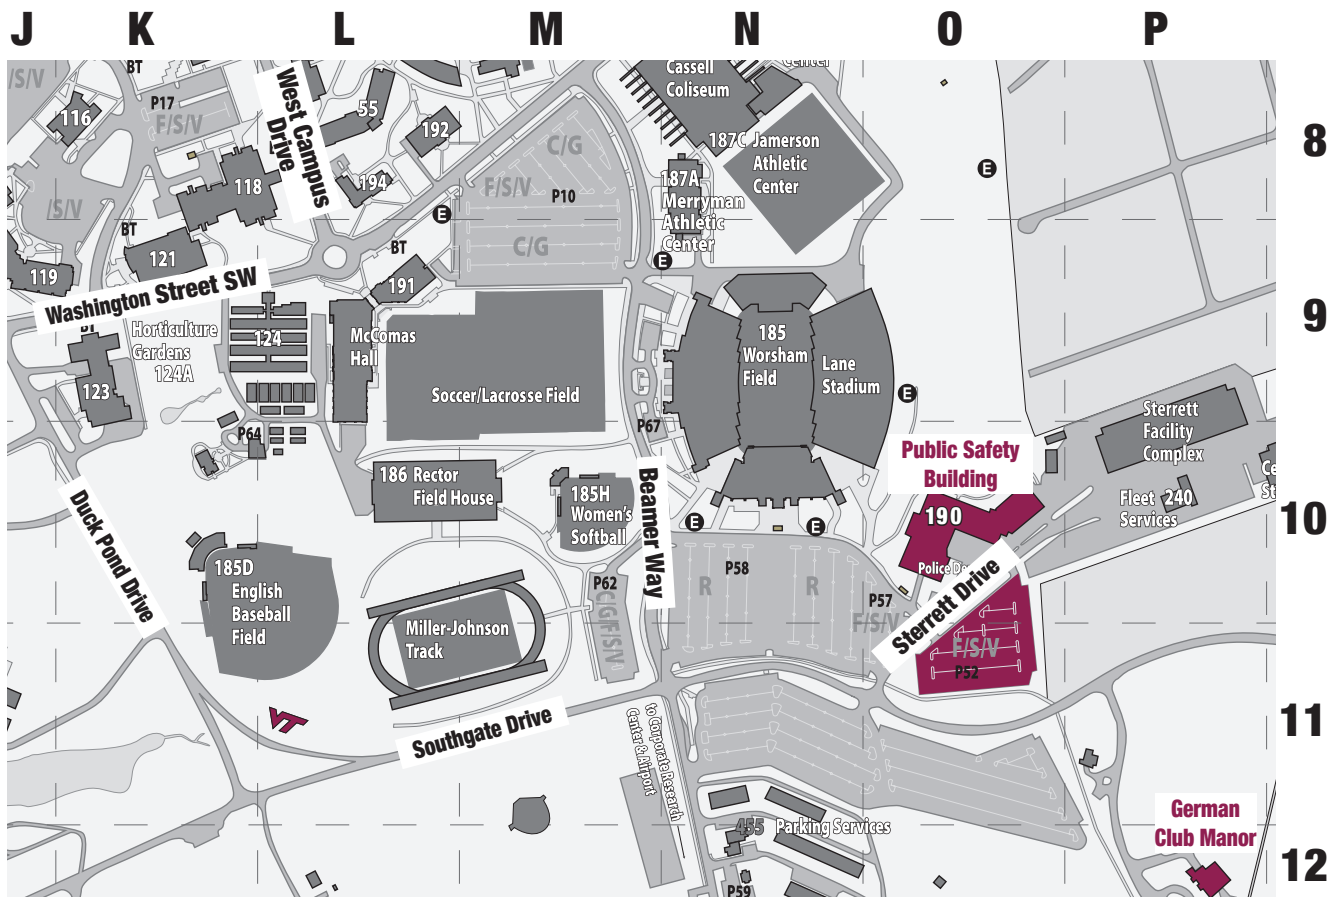 J K L M N O P
8
9
10
11
12
BT
P17
F/S/V
/S/V
116
West Campus
Drive
55
192
194
118
/S/V
BT
121
119
Washington Street SW
BT
191
E
C/G
F/S/V
P10
C/G
Cassell
Coliseum
Center
187C Jamerson
Athletic
Center
187A
Merryman
Athletic
Center
E
E
Horticulture
Gardens
124A
124
123
P64
McComas
Hall
Soccer/Lacrosse Field
P67
185
Worsham
Field
Lane
Stadium
E
Public Safety
Building
190
Police
Sterrett
Facility
Complex
Fleet 240
Services
186 Rector
Field House
185H
Women's
Softball
Beamer Way
E
E
Duck Pond Drive
185D
English
Baseball
Field
Miller-Johnson
Track
P62
C/G/F/S/V
P58
R
R
P57
F/S/V
Sterrett Drive
F/S/V
P52
VT
Southgate Drive
to Corporate Research
Center & Airport
455 Parking Services
P59
German
Club Manor